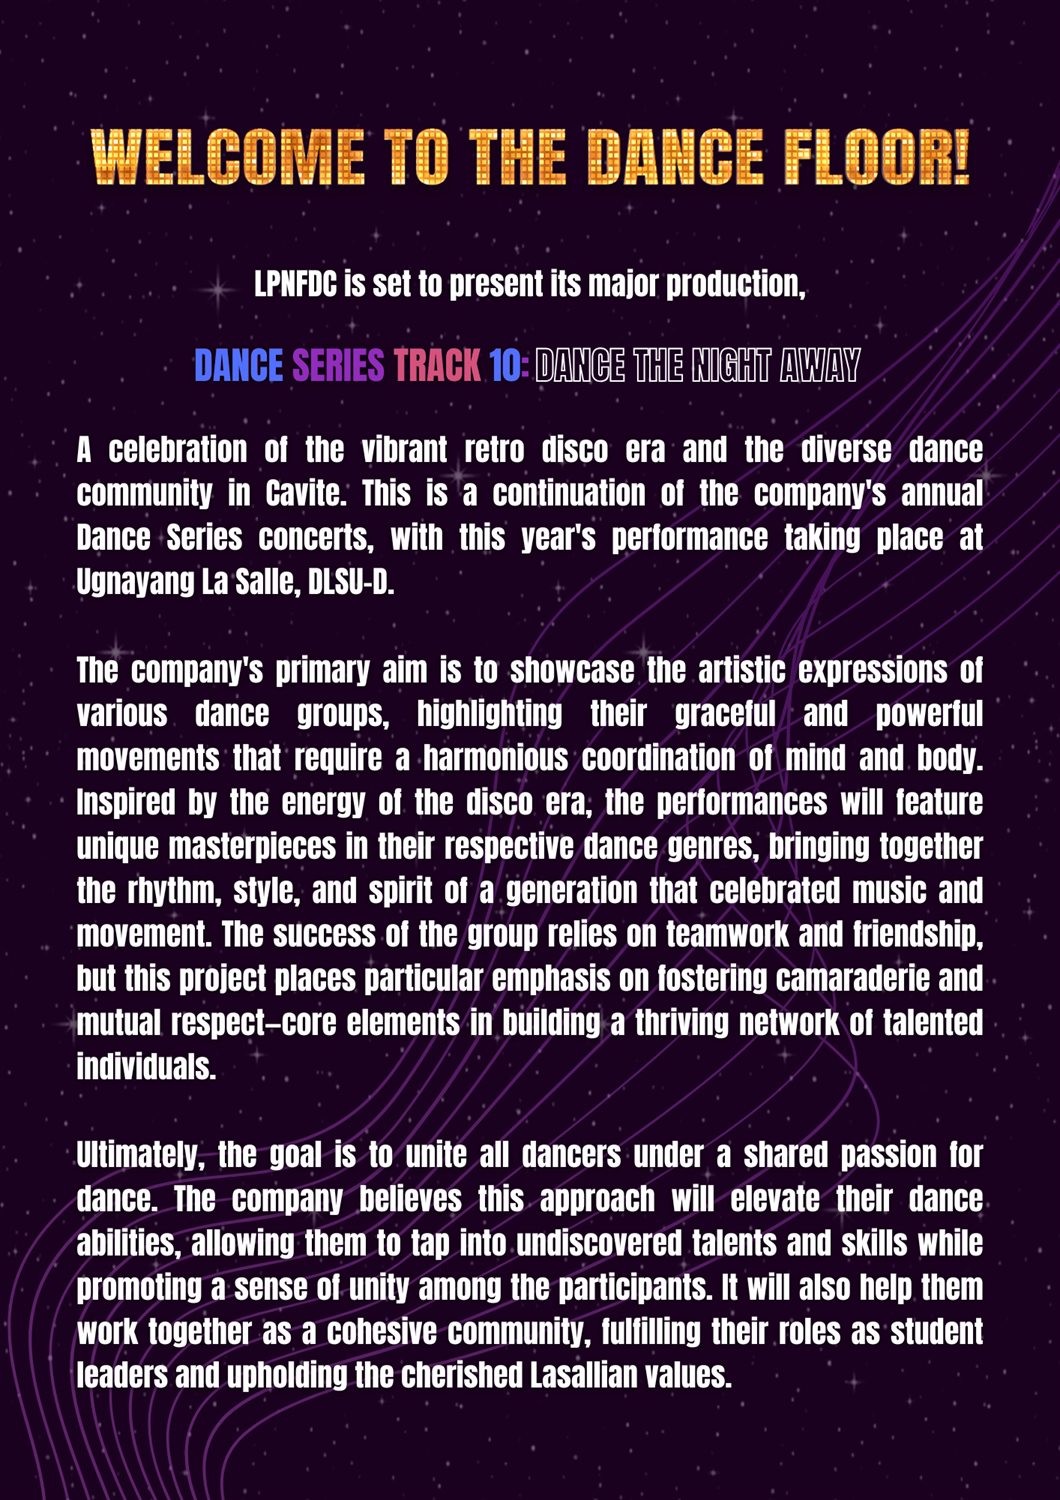 WELCOME TO THE DANCE FLOOR!
LPNFDC is set to present its major production,
DANCE SERIES TRACK 10: DANCE THE NIGHT AWAY
A celebration of the vibrant retro disco era and the diverse dance
community in Cavite. This is a continuation of the company's annual
Dance Series concerts, with this year's performance taking place at
Ugnayang La Salle, DLSU-D.
The company's primary aim is to showcase the artistic expressions of
various dance groups, highlighting their graceful and powerful
movements that require a harmonious coordination of mind and body.
Inspired by the energy of the disco era, the performances will feature
unique masterpieces in their respective dance genres, bringing together
the rhythm, style, and spirit of a generation that celebrated music and
movement. The success of the group relies on teamwork and friendship,
but this project places particular emphasis on fostering camaraderie and
mutual respect–core elements in building a thriving network of talented
individuals.
Ultimately, the goal is to unite all dancers under a shared passion for
dance. The company believes this approach will elevate their dance
abilities, allowing them to tap into undiscovered talents and skills while
promoting a sense of unity among the participants. It will also help them
work together as a cohesive community, fulfilling their roles as student
leaders and upholding the cherished Lasallian values.